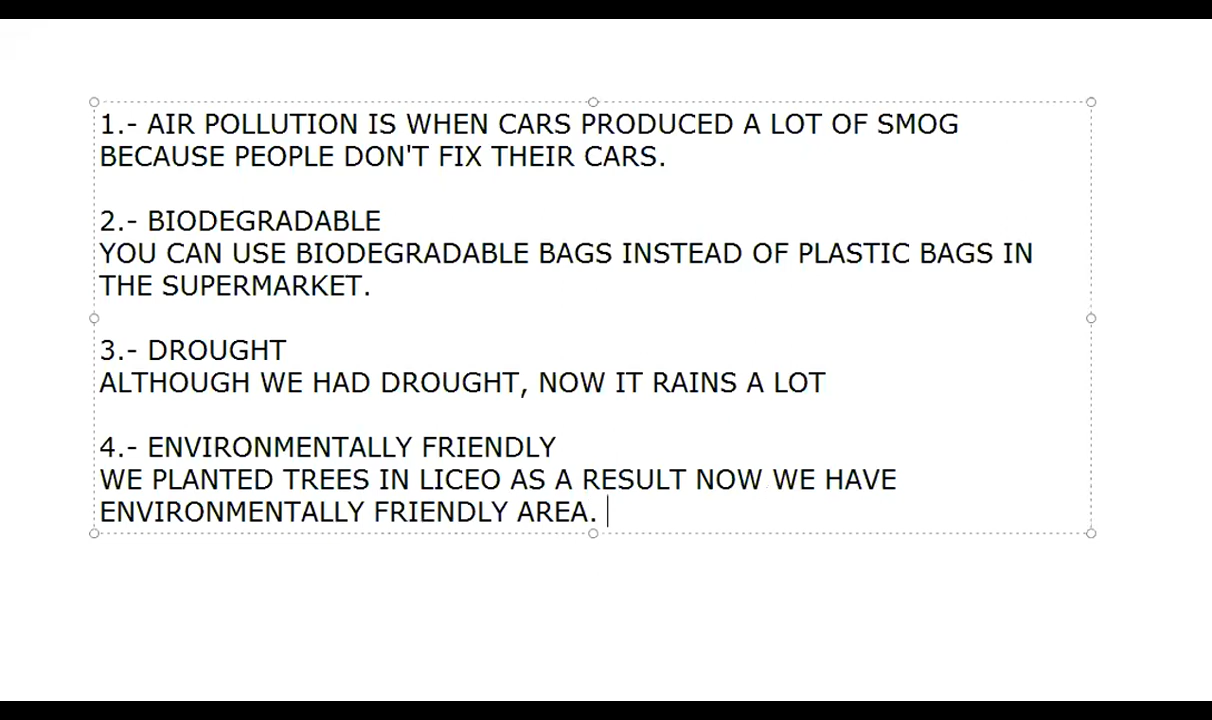 1.- AIR POLLUTION IS WHEN CARS PRODUCED A LOT OF SMOG
BECAUSE PEOPLE DON'T FIX THEIR CARS.
2.- BIODEGRADABLE
YOU CAN USE BIODEGRADABLE BAGS INSTEAD OF PLASTIC BAGS IN
THE SUPERMARKET.
3.- DROUGHT
ALTHOUGH WE HAD DROUGHT, NOW IT RAINS A LOT
4.- ENVIRONMENTALLY FRIENDLY
WE PLANTED TREES IN LICEO AS A RESULT NOW WE HAVE
ENVIRONMENTALLY FRIENDLY AREA.